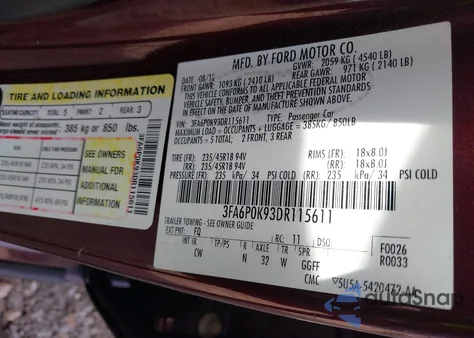 TIRE AND LOADING INFORMATION
TOTAL 5 FRONT: 2 REAR: 3
385 kg or 850 lbs.
SEE OWNERS
MANUAL FOR
ADDITIONAL
INFORMATION
3FA6P0K93DR115611
MFD. BY FORD MOTOR CO.
DATE: 08/12
GVWR: 2059 KG ( 4540 LB)
FRONT GAWR: 1093 KG ( 2410 LB)
REAR GAWR: 971 KG ( 2140 LB)
THIS VEHICLE CONFORMS TO ALL APPLICABLE FEDERAL MOTOR
VEHICLE SAFETY, BUMPER, AND THEFT PREVENTION STANDARDS
IN EFFECT ON THE DATE OF MANUFACTURE SHOWN ABOVE.
VIN: 3FA6P0K93DR115611
TYPE: Passenger Car
MAXIMUM LOAD = OCCUPANTS + LUGGAGE = 385KG/ 850LB
OCCUPANTS = 5 TOTAL: 2 FRONT, 3 REAR
TIRE (FR): 235/45R18 94V RIMS (FR): 18x8.0J
(RR): 235/45R18 94V (RR): 18x8.0J
PRESSURE (FR): 235 kPa/ 34 PSI COLD (RR): 235 kPa/ 34 PSI COLD
3FA6P0K93DR115611
TRAILER TOWING - SEE OWNER GUIDE
EXT PNT: FQ RC: 11 DSO:
F0026
R0033
INT TR TP/PS R AXLE TR SPR
CW N 32 W GGFF
CMC
5U5A-5420472-AA
autoSnap